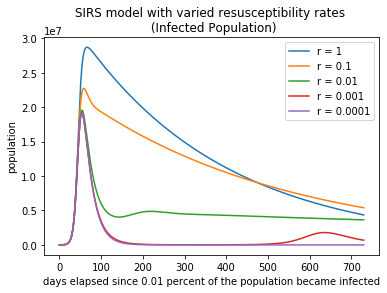 SIRS model with varied resusceptibility rates
(Infected Population)
1e7
3.0
2.5
2.0
1.5
1.0
0.5
0.0
population
r = 1
r = 0.1
r = 0.01
r = 0.001
r = 0.0001
0 100 200 300 400 500 600 700
days elapsed since 0.01 percent of the population became infected